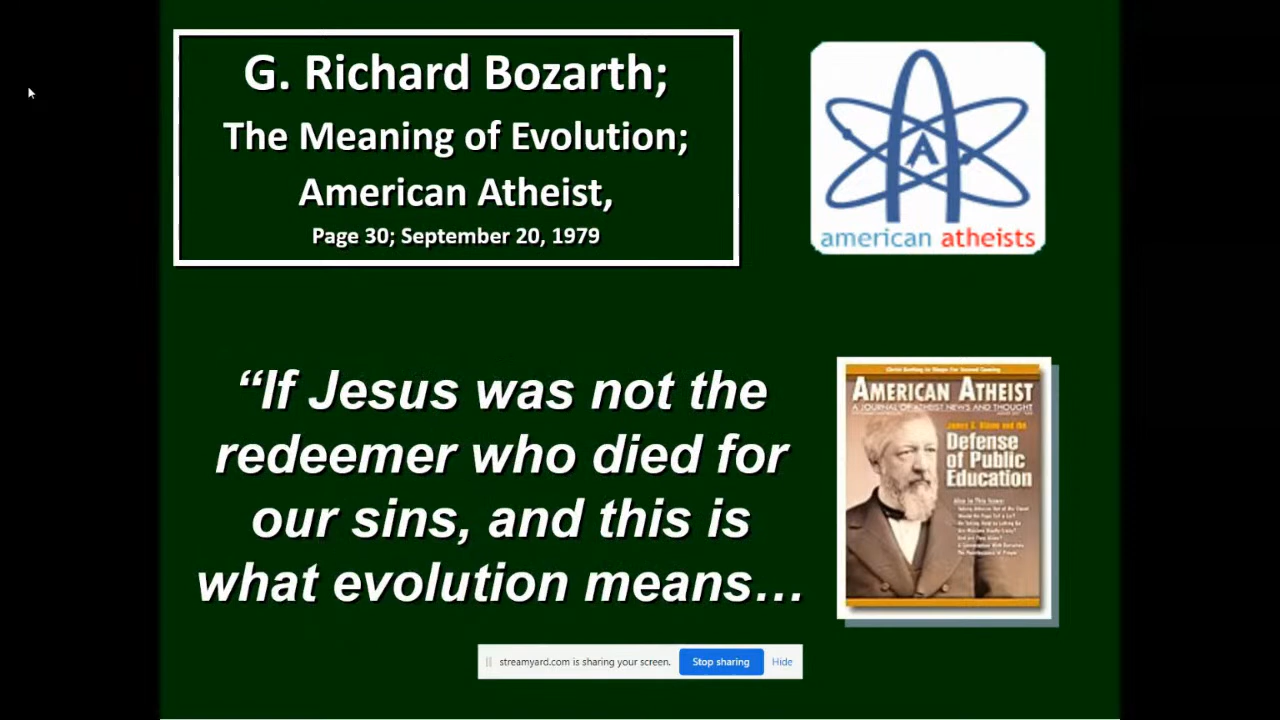 G. Richard Bozarth;
The Meaning of Evolution;
American Atheist,
Page 30; September 20, 1979
A
american atheists
“If Jesus was not the
redeemer who died for
our sins, and this is
what evolution means…
AMERICAN ATHEIST
A JOURNAL OF ATHEIST NEWS AND THOUGHT
Defense
of Public
Education
streamyard.com is sharing your screen.
Stop sharing
Hide